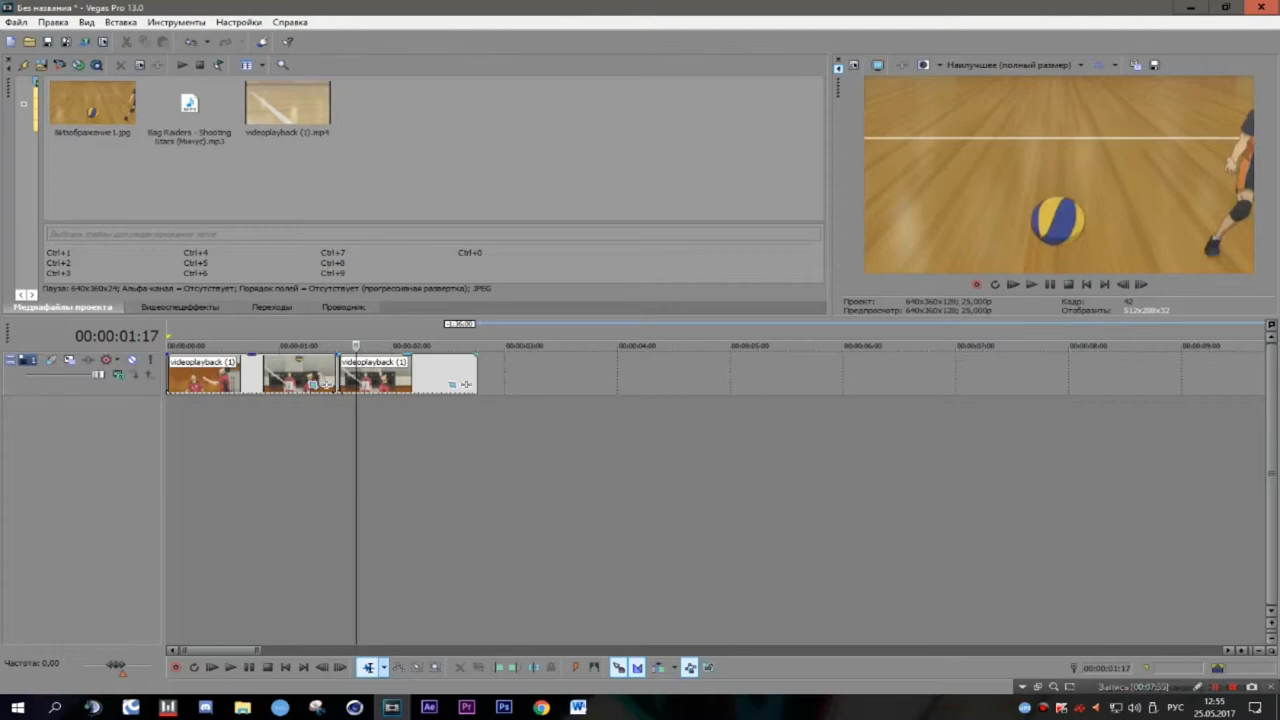 Без названия * - Vegas Pro 13.0
Файл Правка Вид Вставка Инструменты Настройки Справка
Наилучшее (полный размер)
Изображение1.jpg
Bag Raiders - Shooting Stars (Минус).mp3
videoplayback (1).mp4
Ctrl+1 Ctrl+4 Ctrl+7 Ctrl+0
Ctrl+2 Ctrl+5 Ctrl+8
Ctrl+3 Ctrl+6 Ctrl+9
Пауза: 640x360x24; Альфа-канал = Отсутствует; Порядок полей = Отсутствует (прогрессивная развертка); JPEG
Медиафайлы проекта Видеоспецэффекты Переходы Проводник
Проект: 640x360x128; 25,000p Кадр: 42
Предпросмотр: 640x360x128; 25,000p Отобразить: 512x288x32
00:00:01:17
-1:36:00
00:00:00:00 00:00:01:00 00:00:02:00 00:00:03:00 00:00:04:00 00:00:05:00 00:00:06:00 00:00:07:00 00:00:08:00 00:00:09:00
videoplayback (1) videoplayback (1)
Частота: 0,00
00:00:01:17
Запись [00:07:55]
Ae Pr Ps
РУС
12:55
25.05.2017